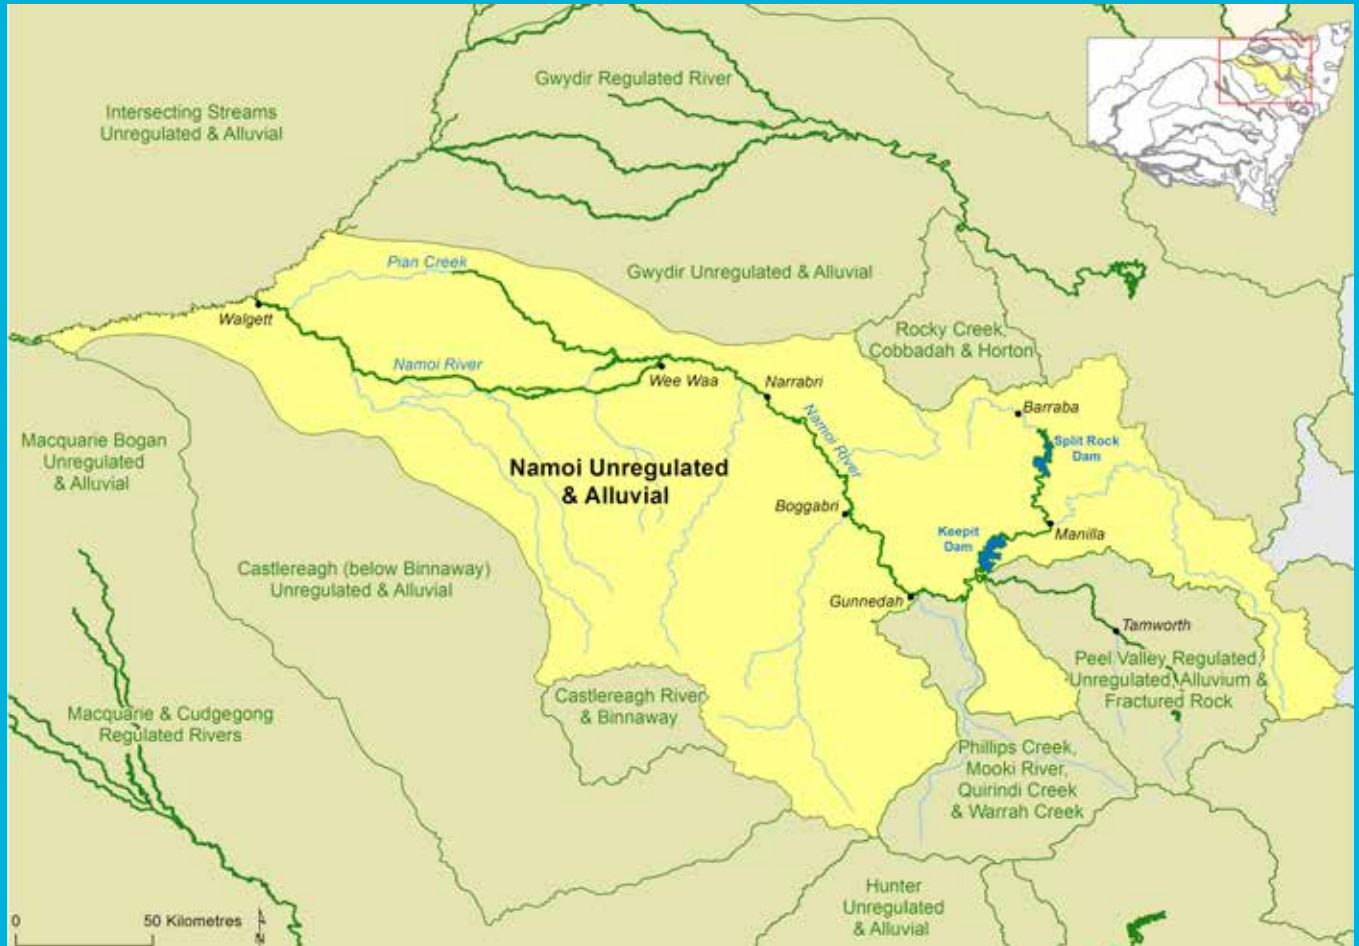 Gwydir Regulated River
Intersecting Streams
Unregulated & Alluvial
Pian Creek
Gwydir Unregulated & Alluvial
Walgett
Rocky Creek,
Cobbadah & Horton
Namoi River
Wee Waa
Narrabri
Barraba
Namoi River
Split Rock
Dam
Macquarie Bogan
Unregulated
& Alluvial
Namoi Unregulated
& Alluvial
Boggabri
Keepit
Dam
Manilla
Castlereagh (below Binnaway)
Unregulated & Alluvial
Gunnedah
Tamworth
Peel Valley Regulated,
Unregulated, Alluvium &
Fractured Rock
Castlereagh River
& Binnaway
Macquarie & Cudgegong
Regulated Rivers
Phillips Creek,
Mooki River,
Quirindi Creek
& Warrah Creek
Hunter
Unregulated
& Alluvial
0 50 Kilometres
N